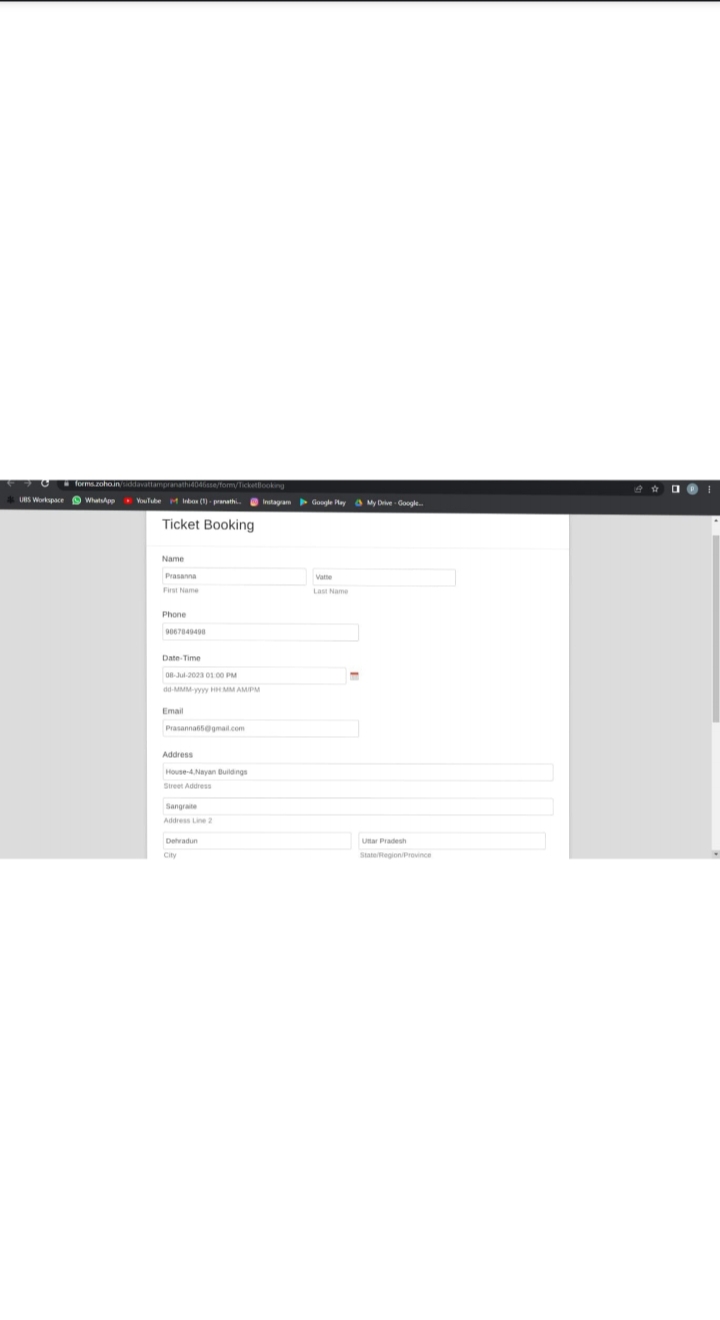 forms.zoho.in/siddavattampranathi4046sse/form/TicketBooking
UBS Workspace WhatsApp YouTube Inbox (1) - pranathi... Instagram Google Play My Drive - Google...
Ticket Booking
Name
Prasanna Vatte
First Name Last Name
Phone
9867849498
Date-Time
08-Jul-2023 01:00 PM
dd-MMM-yyyy HH:MM AM/PM
Email
Prasanna65@gmail.com
Address
House-4,Nayan Buildings
Street Address
Address Line 2
Dehradun Uttar Pradesh
City State/Region/Province